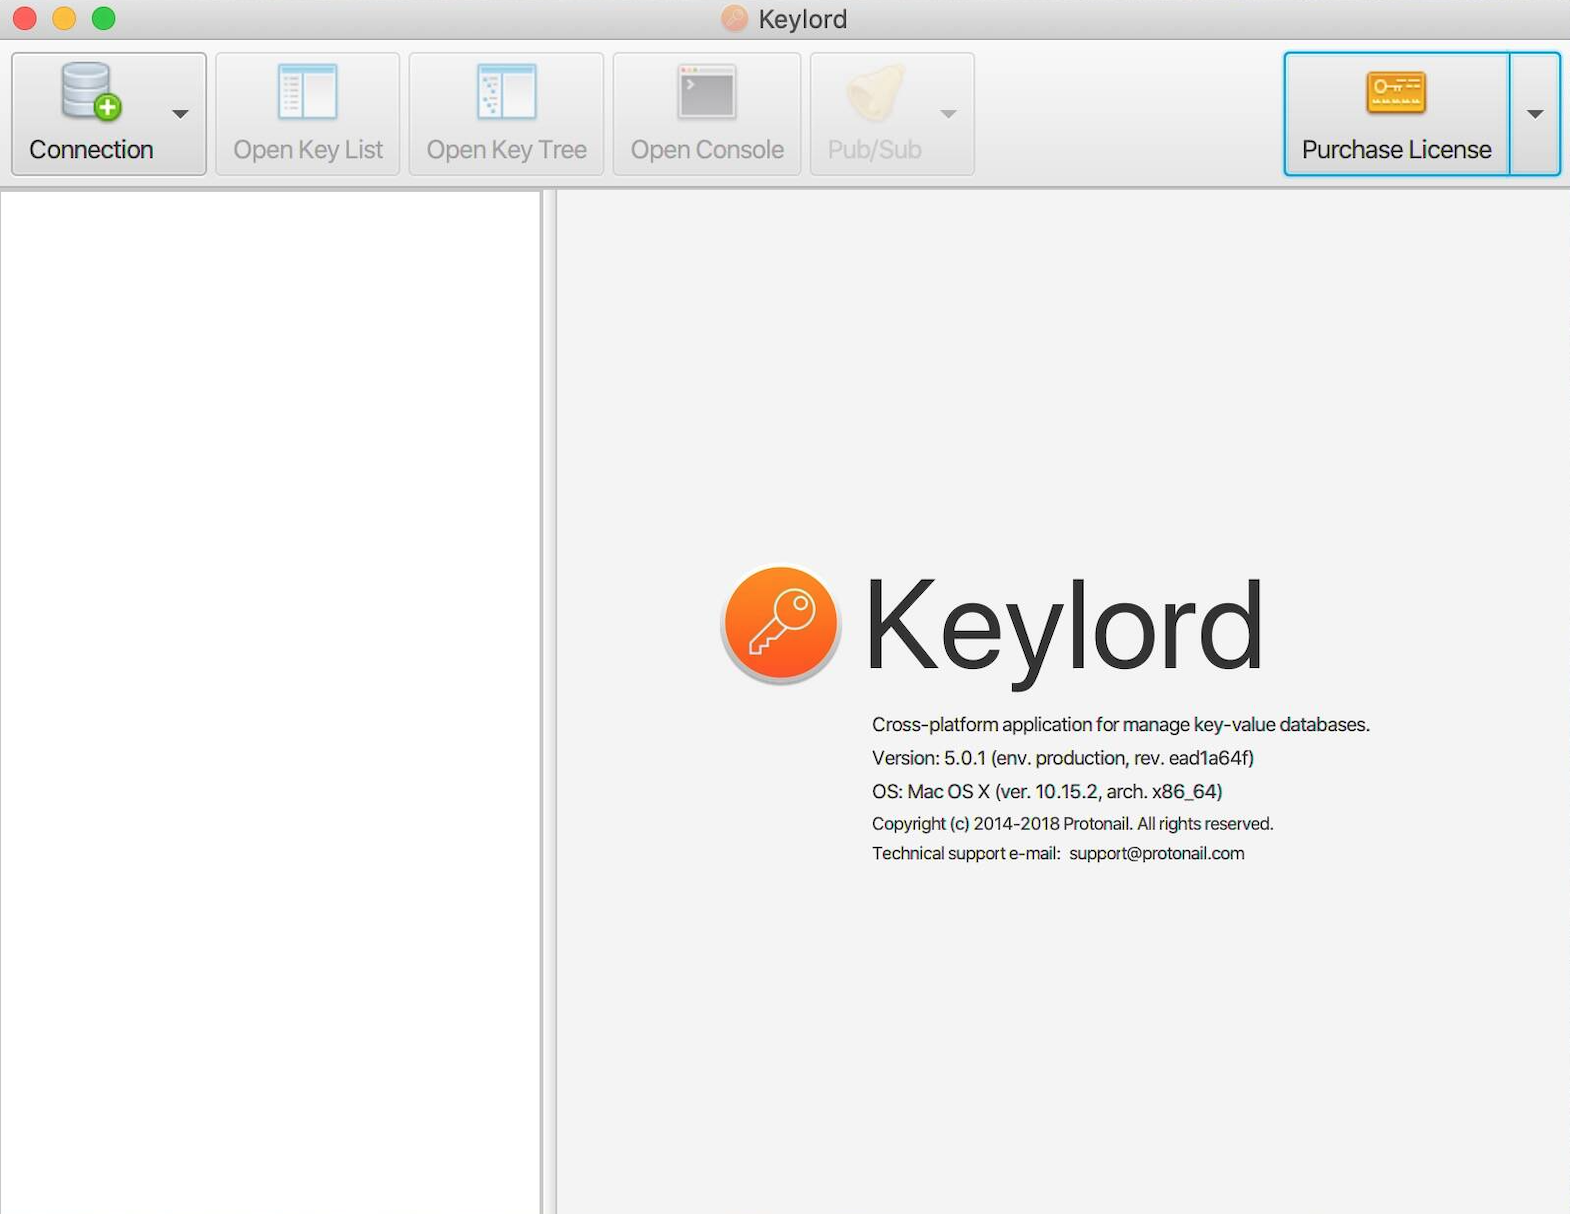 Keylord
Connection
Open Key List
Open Key Tree
Open Console
Pub/Sub
Purchase License
Keylord
Cross-platform application for manage key-value databases.
Version: 5.0.1 (env. production, rev. ead1a64f)
OS: Mac OS X (ver. 10.15.2, arch. x86_64)
Copyright (c) 2014-2018 Protonail. All rights reserved.
Technical support e-mail: support@protonail.com